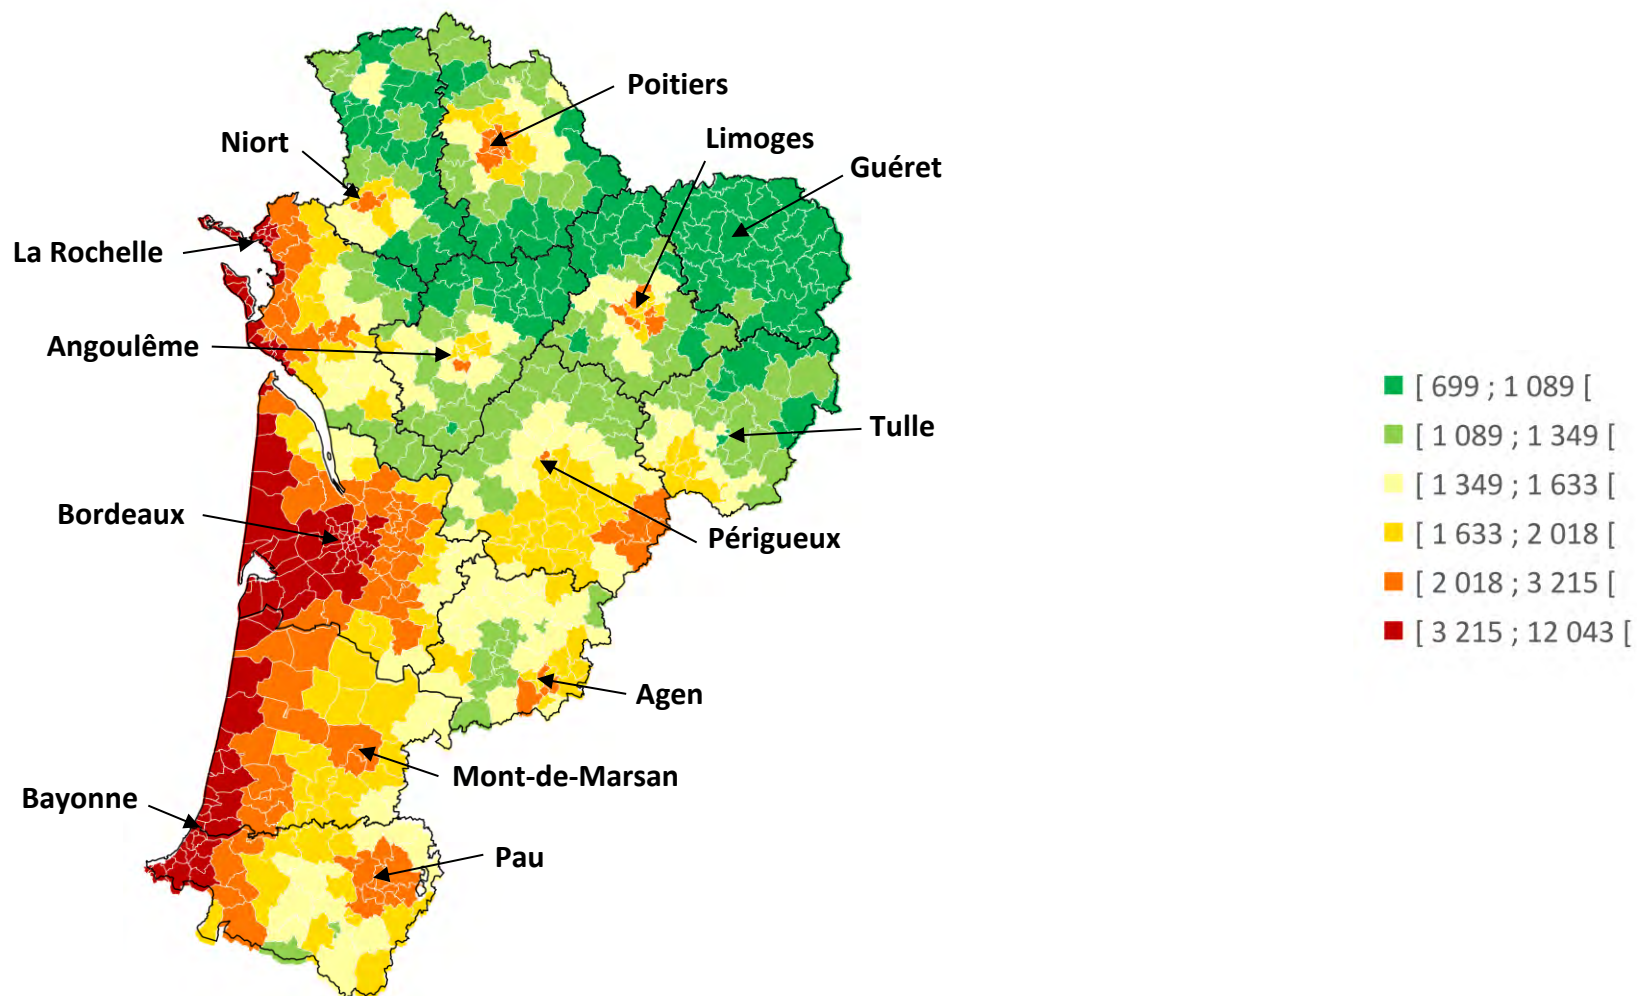 Poitiers
Niort
Limoges
Guéret
La Rochelle
Angoulême
Tulle
Bordeaux
Périgueux
Agen
Mont-de-Marsan
Bayonne
Pau
[ 699 ; 1 089 [
[ 1 089 ; 1 349 [
[ 1 349 ; 1 633 [
[ 1 633 ; 2 018 [
[ 2 018 ; 3 215 [
[ 3 215 ; 12 043 [